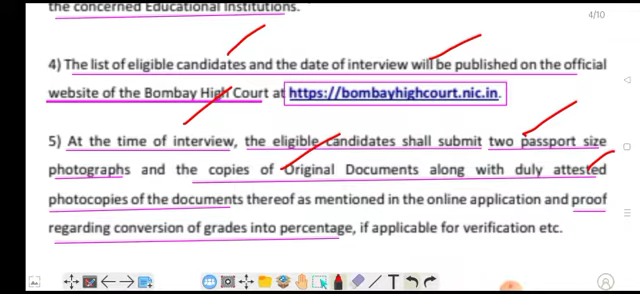 the concerned Educational Institutions.
4/10
4) The list of eligible candidates and the date of interview will be published on the official
website of the Bombay High Court at https://bombayhighcourt.nic.in.
5) At the time of interview, the eligible candidates shall submit two passport size
photographs and the copies of Original Documents along with duly attested
photocopies of the documents thereof as mentioned in the online application and proof
regarding conversion of grades into percentage, if applicable for verification etc.
T